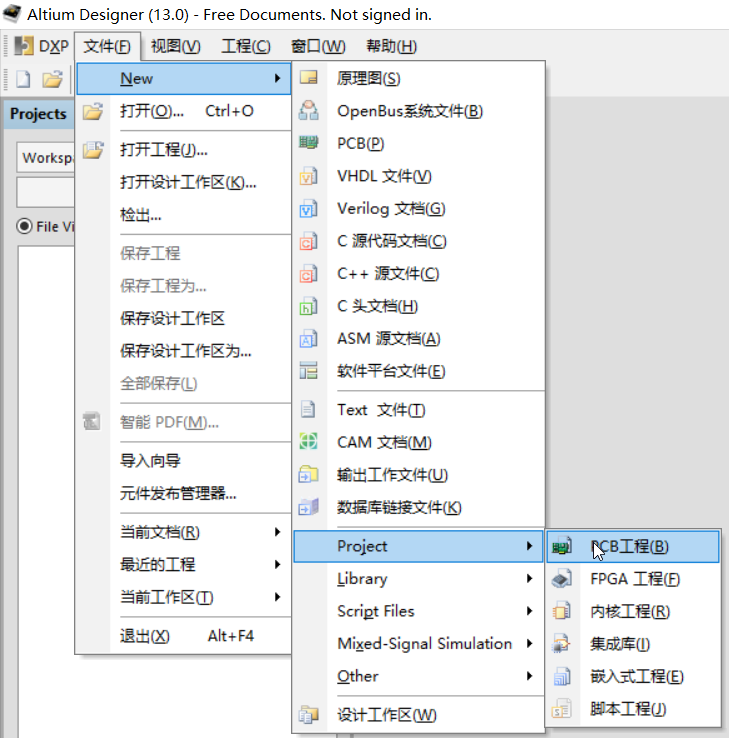 Altium Designer (13.0) - Free Documents. Not signed in.
DXP 文件(F) 视图(V) 工程(C) 窗口(W) 帮助(H)
Projects
Worksp
File Vi
New
打开(O)... Ctrl+O
打开工程(J)...
打开设计工作区(K)...
检出...
保存工程
保存工程为...
保存设计工作区
保存设计工作区为...
全部保存(L)
智能 PDF(M)...
导入向导
元件发布管理器...
当前文档(R)
最近的工程
当前工作区(T)
退出(X) Alt+F4
原理图(S)
OpenBus系统文件(B)
PCB(P)
VHDL 文件(V)
Verilog 文档(G)
C 源代码文档(C)
C++ 源文件(C)
C 头文档(H)
ASM 源文档(A)
软件平台文件(E)
Text 文件(T)
CAM 文档(M)
输出工作文件(U)
数据库链接文件(K)
Project
Library
Script Files
Mixed-Signal Simulation
Other
设计工作区(W)
PCB工程(B)
FPGA 工程(F)
内核工程(R)
集成库(I)
嵌入式工程(E)
脚本工程(J)